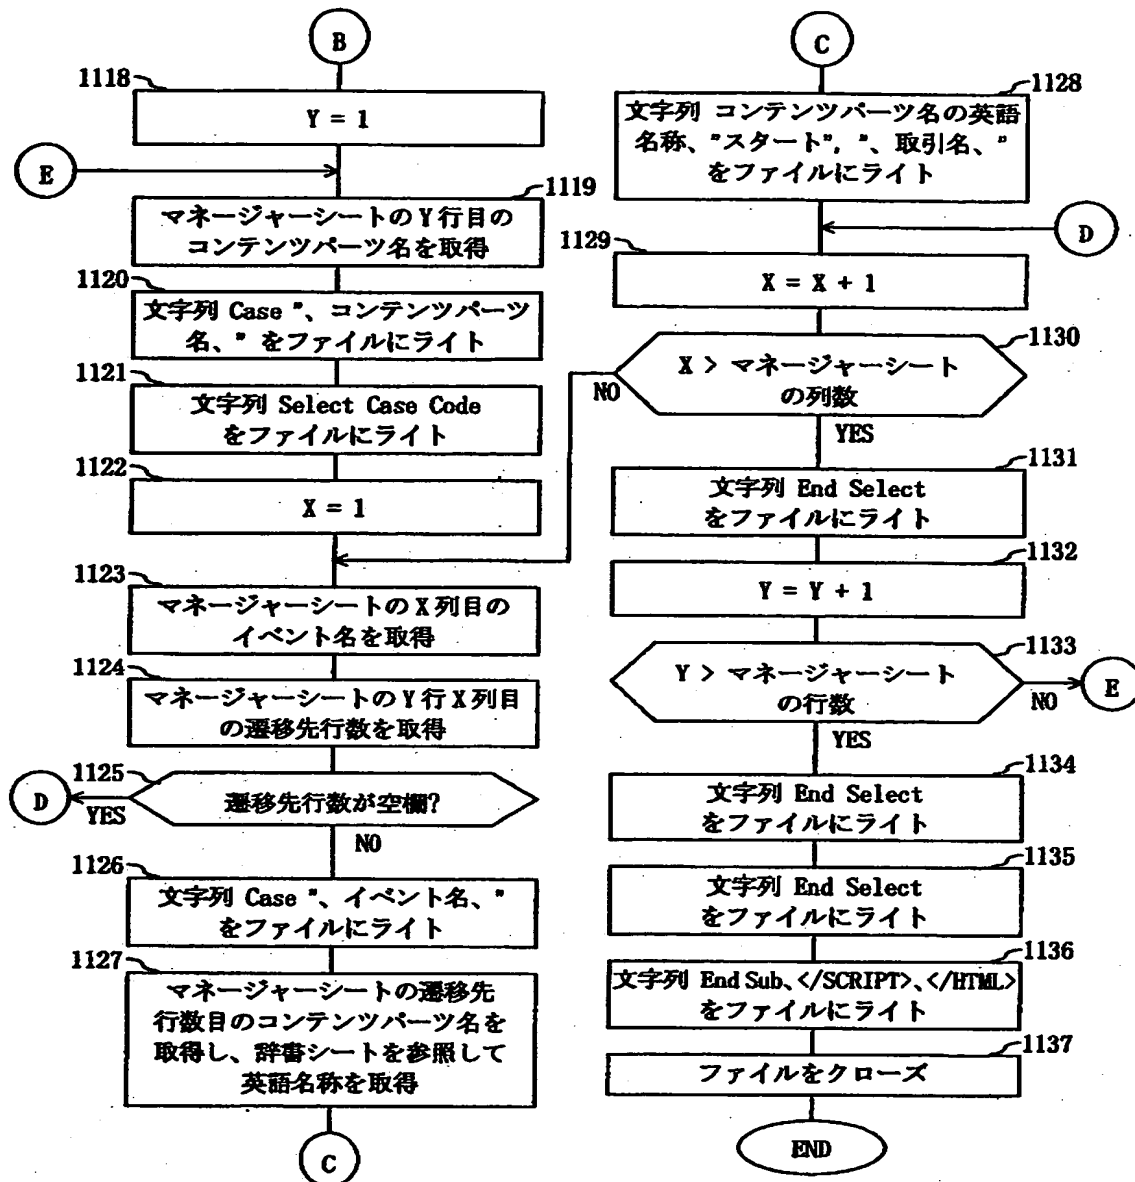 B
1118
Y = 1
E
1119
マネージャーシートのY行目の
コンテンツパーツ名を取得
1120
文字列 Case "、コンテンツパーツ
名、" をファイルにライト
1121
文字列 Select Case Code
をファイルにライト
1122
X = 1
1123
マネージャーシートのX列目の
イベント名を取得
1124
マネージャーシートのY行X列目
の遷移先行数を取得
1125
遷移先行数が空欄?
D
YES
NO
1126
文字列 Case "、イベント名、"
をファイルにライト
1127
マネージャーシートの遷移先
行数目のコンテンツパーツ名を
取得し、辞書シートを参照して
英語名称を取得
C
C
1128
文字列 コンテンツパーツ名の英語
名称、"スタート", "、取引名、"
をファイルにライト
D
1129
X = X + 1
1130
X > マネージャーシート
の列数
NO
YES
1131
文字列 End Select
をファイルにライト
1132
Y = Y + 1
1133
Y > マネージャーシート
の行数
NO
E
YES
1134
文字列 End Select
をファイルにライト
1135
文字列 End Select
をファイルにライト
1136
文字列 End Sub、</SCRIPT>、</HTML>
をファイルにライト
1137
ファイルをクローズ
END